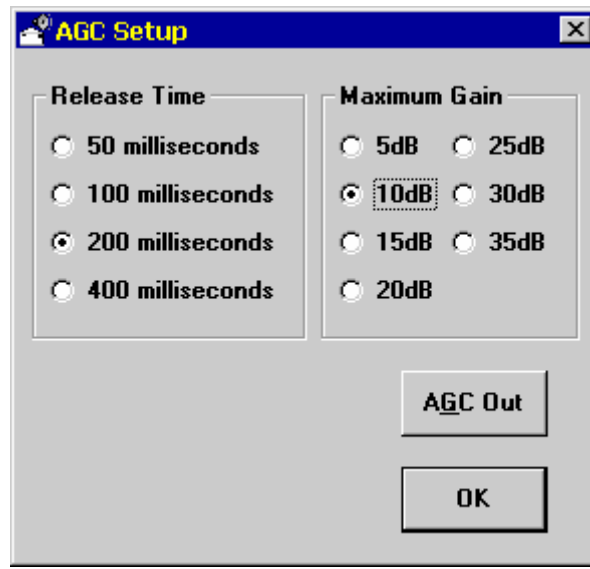 AGC Setup
Release Time
50 milliseconds
100 milliseconds
200 milliseconds
400 milliseconds
Maximum Gain
5dB 25dB
10dB 30dB
15dB 35dB
20dB
AGC Out
OK